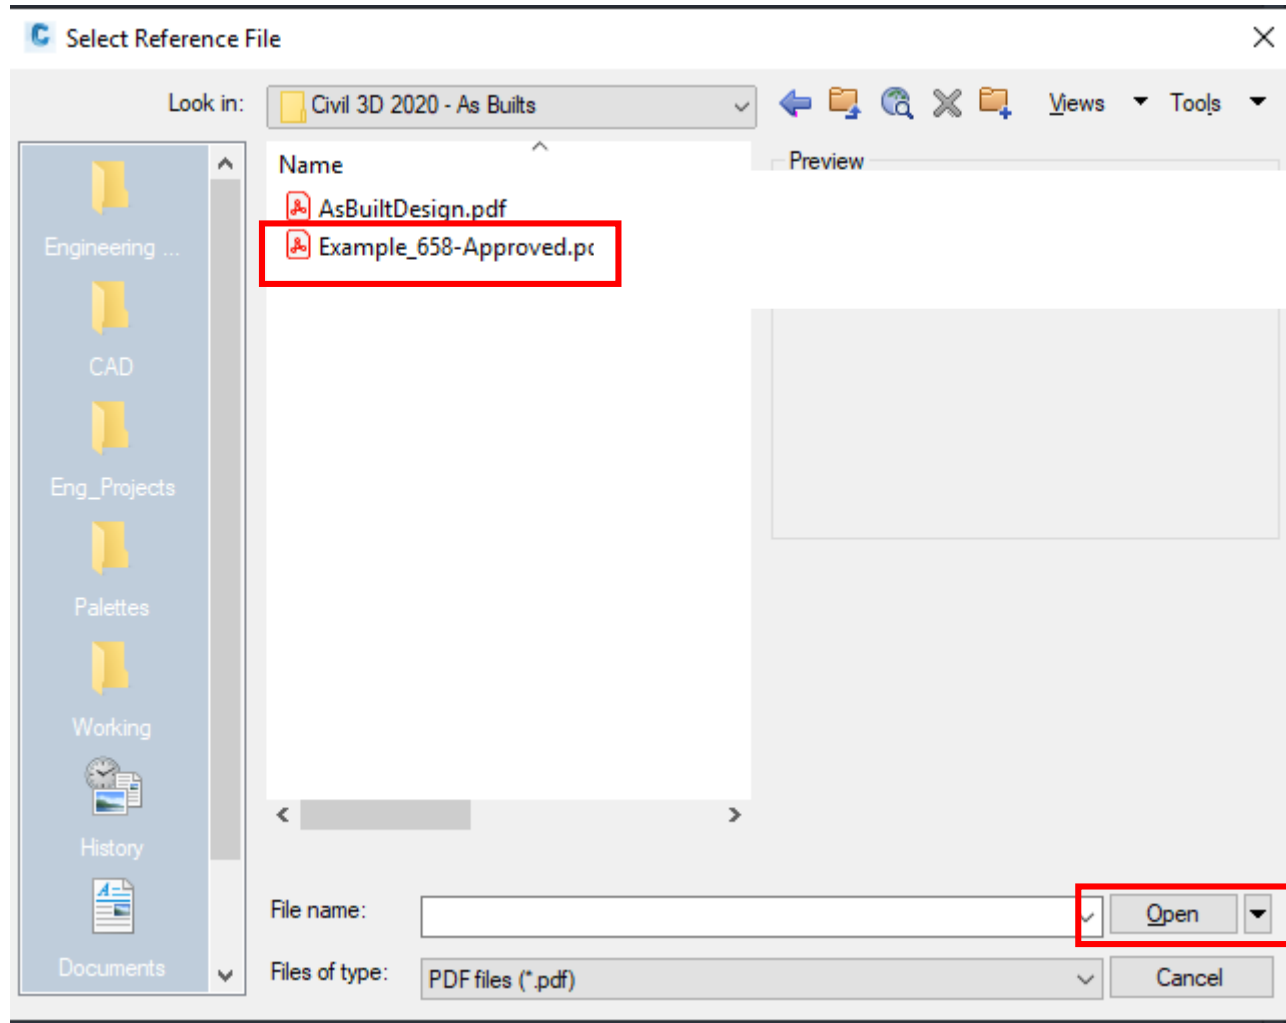 Select Reference File
Look in:
Civil 3D 2020 - As Builts
Views
Tools
Name
Preview
AsBuiltDesign.pdf
Example_658-Approved.pd
Engineering ...
CAD
Eng_Projects
Palettes
Working
History
Documents
File name:
Open
Files of type:
PDF files (*.pdf)
Cancel